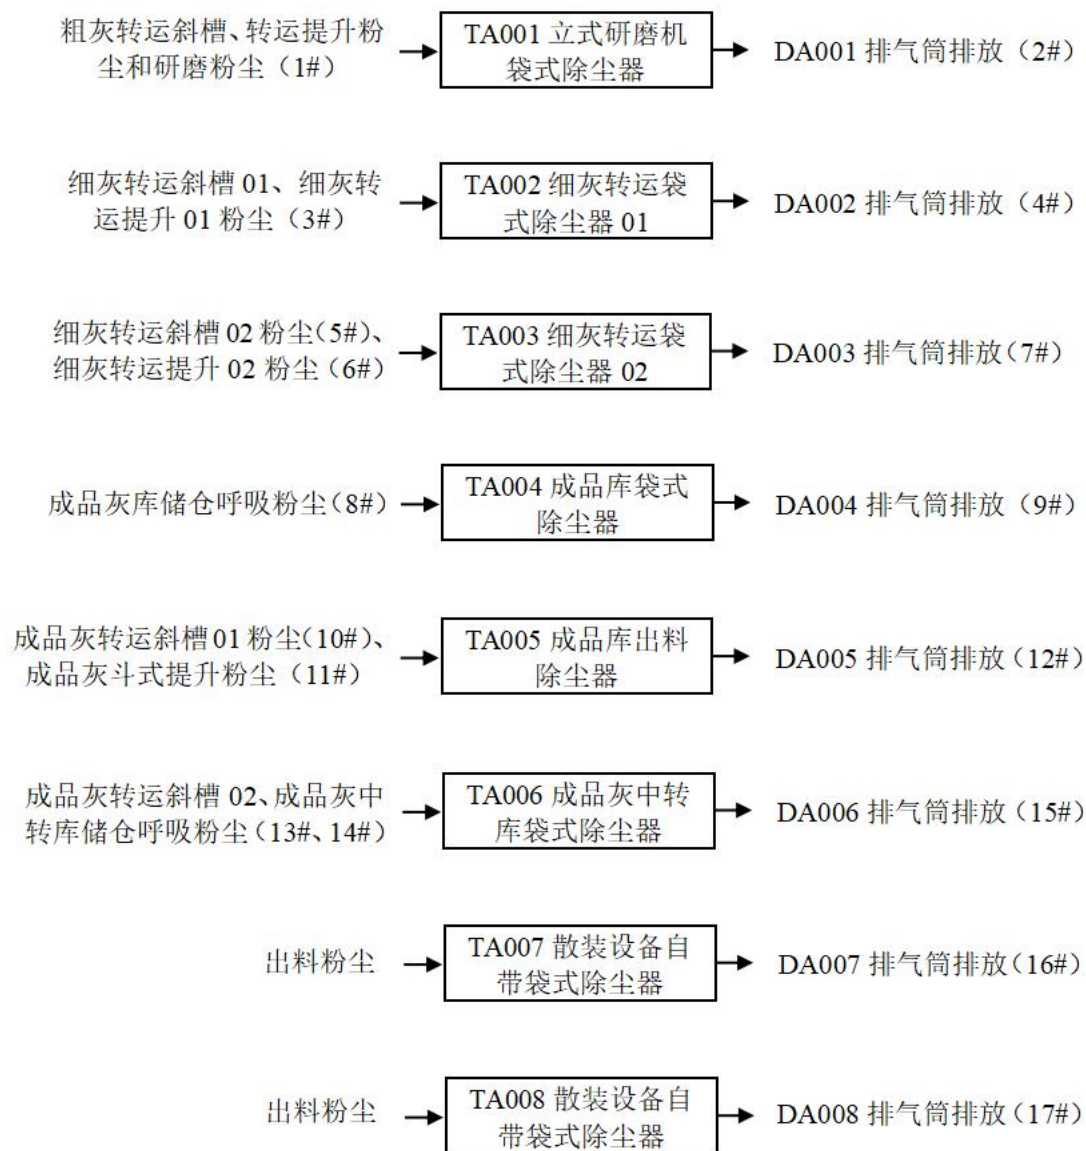 粗灰转运斜槽、转运提升粉
尘和研磨粉尘（1#）
TA001 立式研磨机
袋式除尘器
DA001 排气筒排放（2#）
细灰转运斜槽 01、细灰转
运提升 01 粉尘（3#）
TA002 细灰转运袋
式除尘器 01
DA002 排气筒排放（4#）
细灰转运斜槽 02 粉尘（5#）、
细灰转运提升 02 粉尘（6#）
TA003 细灰转运袋
式除尘器 02
DA003 排气筒排放（7#）
成品灰库储仓呼吸粉尘（8#）
TA004 成品库袋式
除尘器
DA004 排气筒排放（9#）
成品灰转运斜槽 01 粉尘（10#）、
成品灰斗式提升粉尘（11#）
TA005 成品库出料
除尘器
DA005 排气筒排放（12#）
成品灰转运斜槽 02、成品灰中
转库储仓呼吸粉尘（13#、14#）
TA006 成品灰中转
库袋式除尘器
DA006 排气筒排放（15#）
出料粉尘
TA007 散装设备自
带袋式除尘器
DA007 排气筒排放（16#）
出料粉尘
TA008 散装设备自
带袋式除尘器
DA008 排气筒排放（17#）